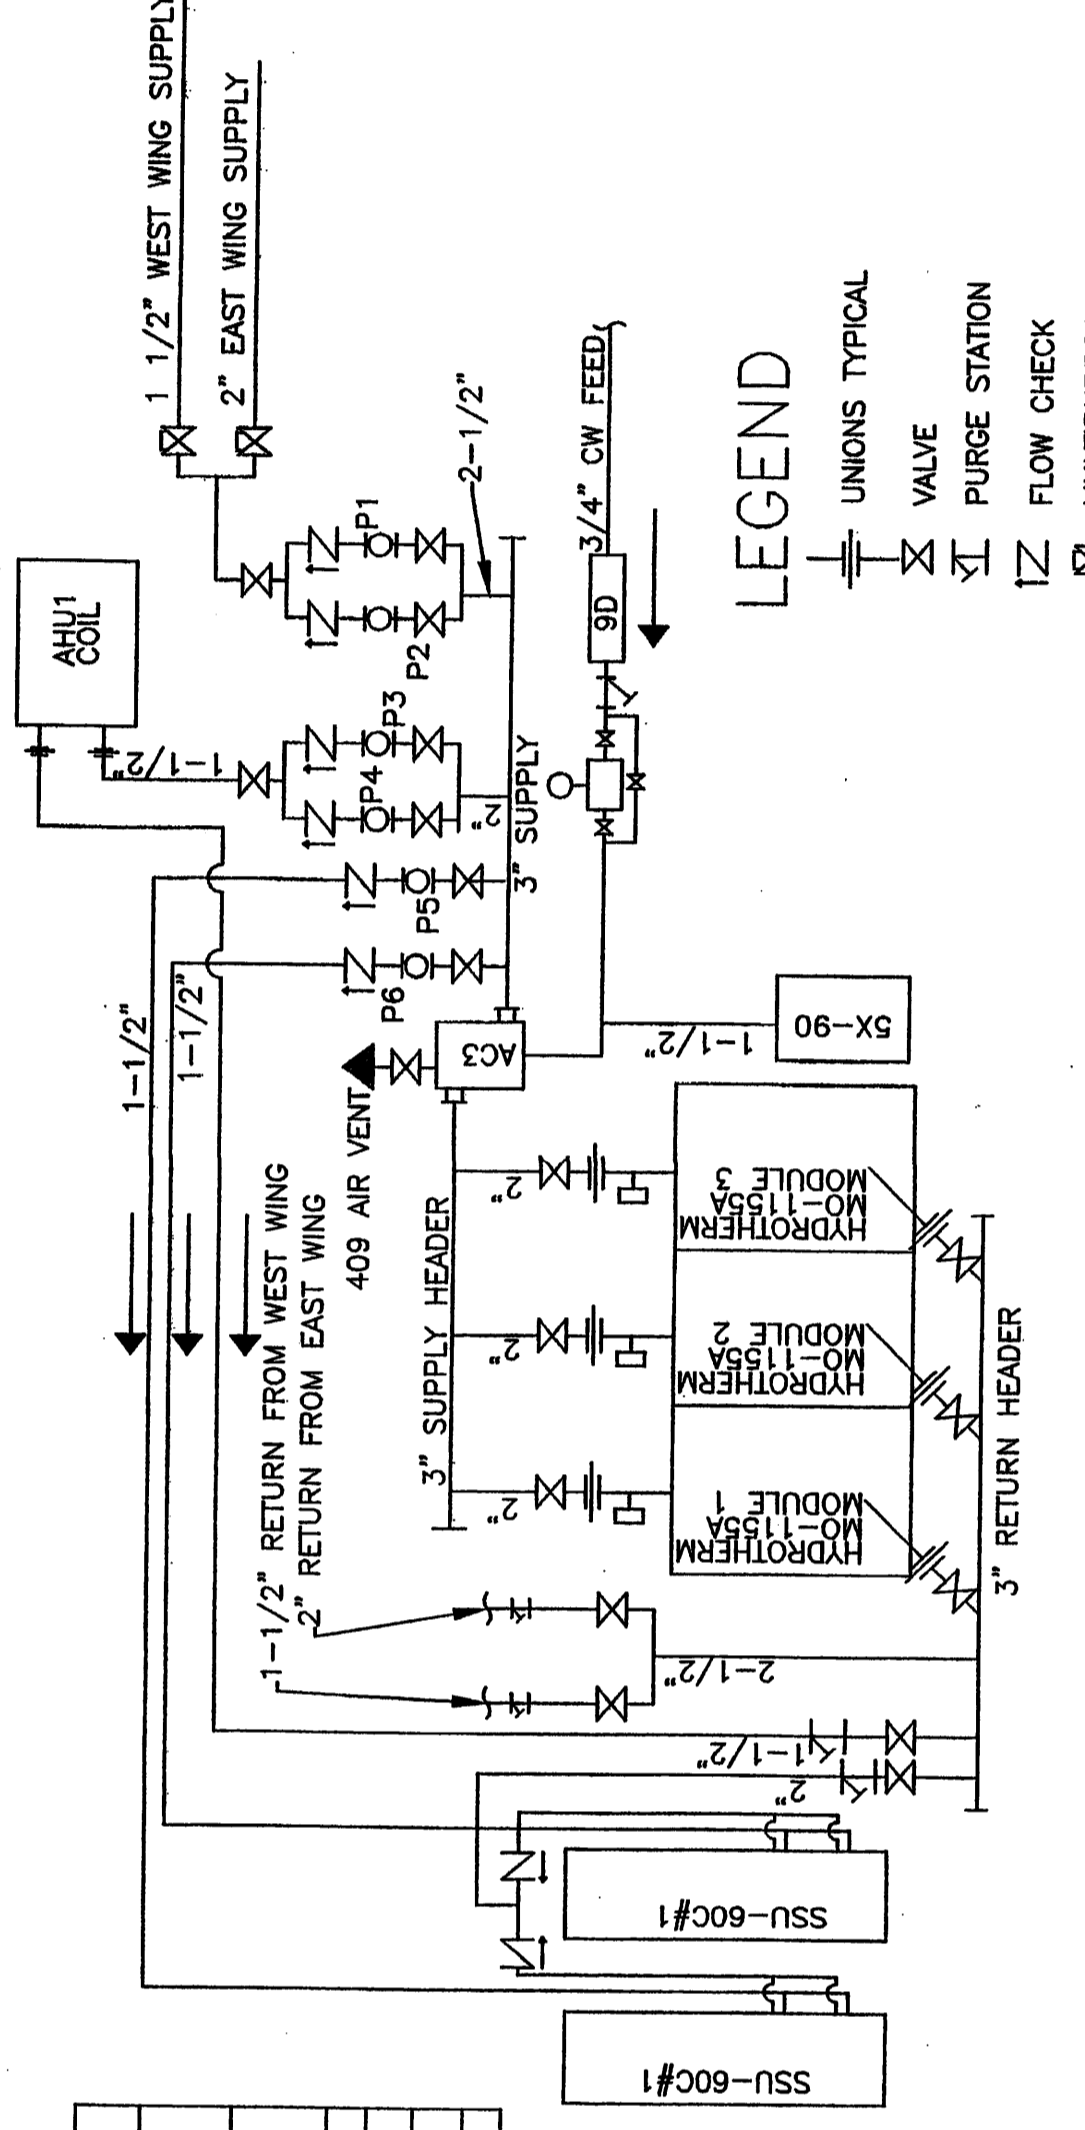 1 1/2" WEST WING SUPPLY
2" EAST WING SUPPLY
AHU1
COIL
1-1/2"
P1
P2
P3
P4
P5
P6
2-1/2"
2"
3" SUPPLY
3/4" CW FEED
9D
LEGEND
UNIONS TYPICAL
VALVE
PURGE STATION
FLOW CHECK
1-1/2"
1-1/2"
AC3
409 AIR VENT
1-1/2"
5X-90
1-1/2" RETURN FROM WEST WING
2" RETURN FROM EAST WING
3" SUPPLY HEADER
2"
2"
2"
HYDROTHERM
MO-1155A
MODULE 3
HYDROTHERM
MO-1155A
MODULE 2
HYDROTHERM
MO-1155A
MODULE 1
3" RETURN HEADER
2-1/2"
1-1/2"
2"
SSU-60C#1
SSU-60C#1